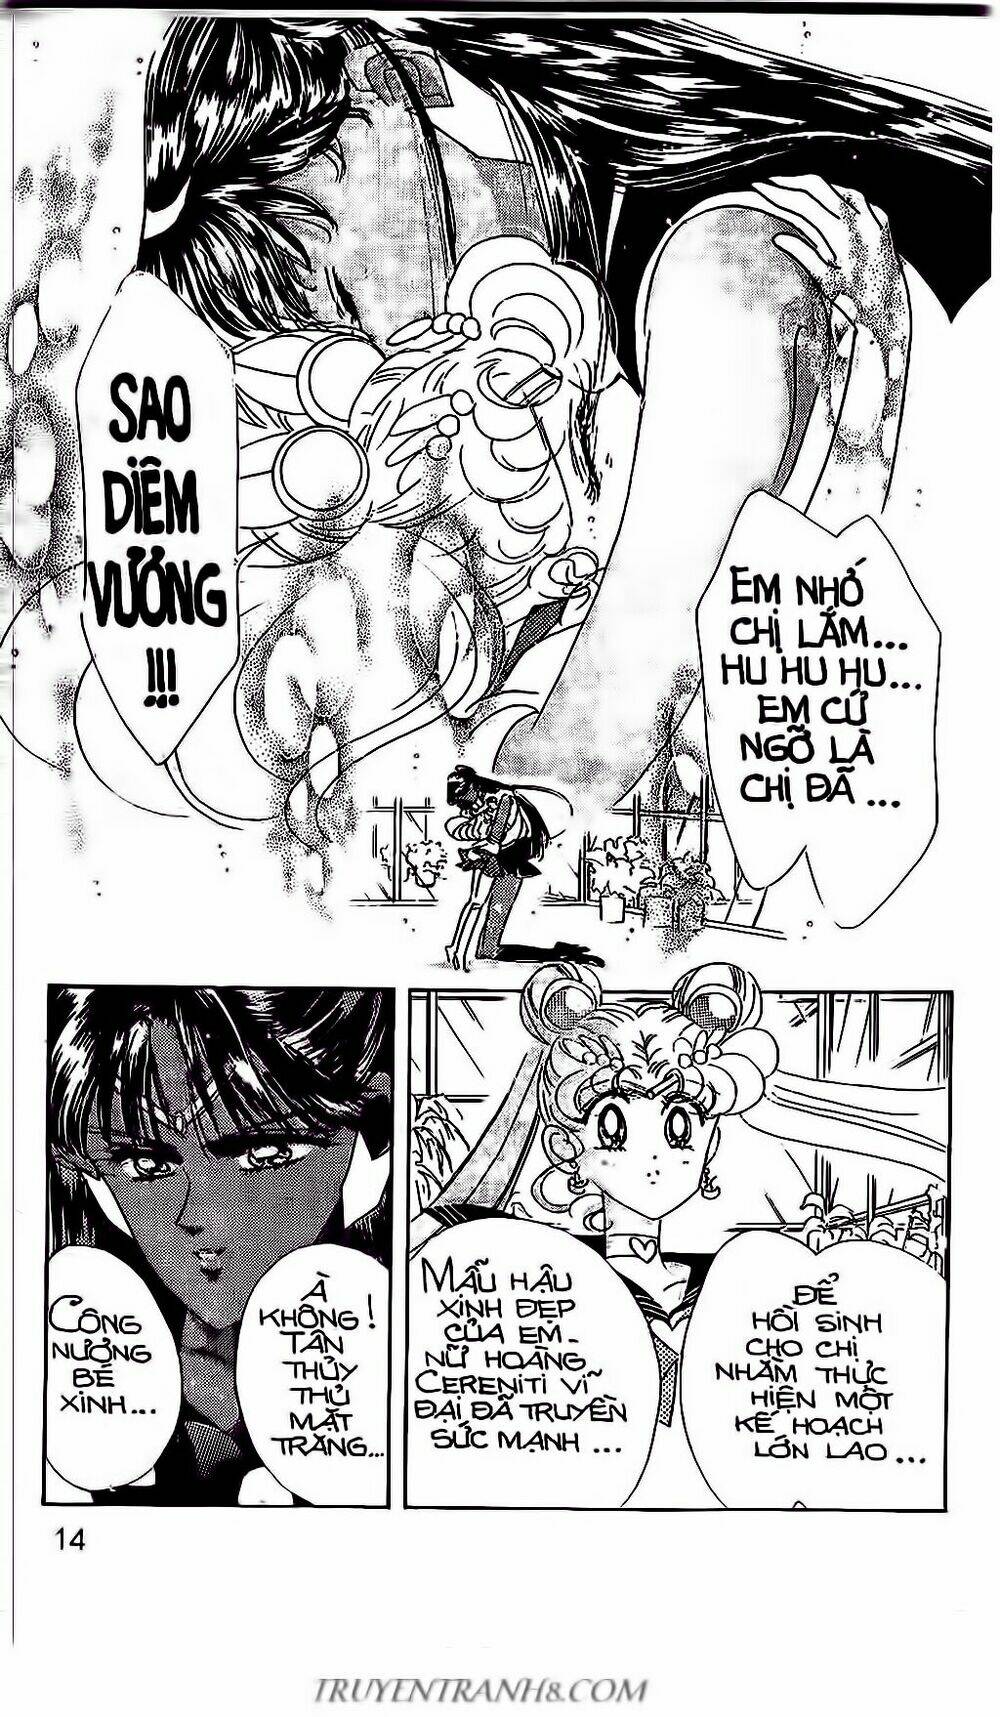 SAO
DIÊM
VƯƠNG
!!!
EM NHỚ
CHỊ LẮM...
HU HU HU...
EM CỨ
NGỠ LÀ
CHỊ ĐÃ ...
CÔNG
NƯƠNG
BÉ
XINH...
À
KHÔNG!
TÂN
THỦY
THỦ
MẶT
TRĂNG...
MẪU HẬU
XINH ĐẸP
CỦA EM_
NỮ HOÀNG
CERENITI VĨ
ĐẠI ĐÃ TRUYỀN
SỨC MẠNH ...
ĐỂ
HỒI SINH
CHO CHỊ
NHẰM THỰC
HIỆN MỘT
KẾ HOẠCH
LỚN LAO ...
14
TRUYENTRANH8.COM